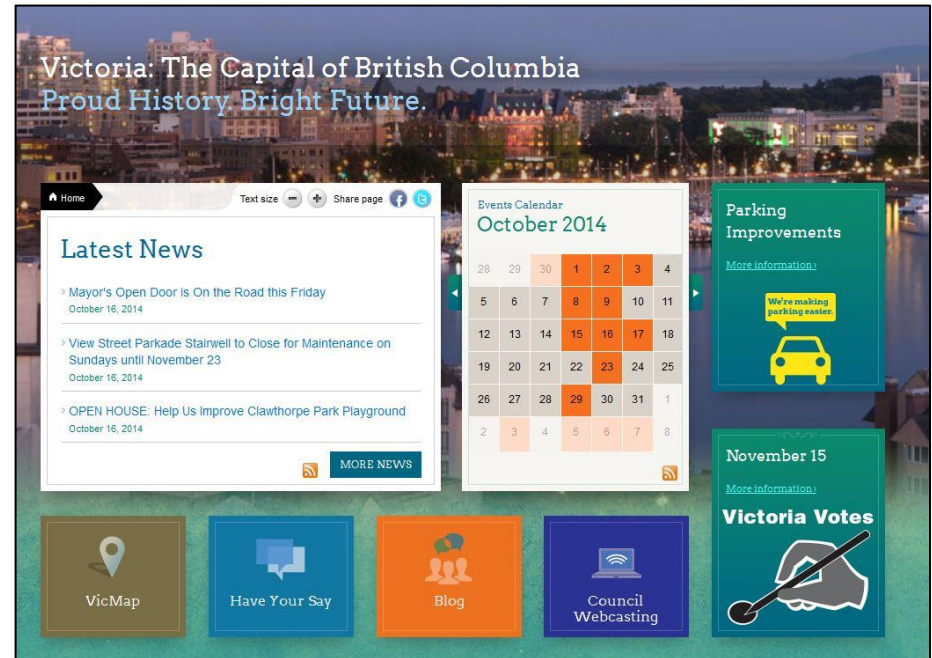 Victoria: The Capital of British Columbia
Proud History. Bright Future.
Home
Text size - + Share page
Latest News
› Mayor's Open Door is On the Road this Friday
October 16, 2014
› View Street Parkade Stairwell to Close for Maintenance on
Sundays until November 23
October 16, 2014
› OPEN HOUSE: Help Us Improve Clawthorpe Park Playground
October 16, 2014
MORE NEWS
Events Calendar
October 2014
28 29 30 1 2 3 4
5 6 7 8 9 10 11
12 13 14 15 16 17 18
19 20 21 22 23 24 25
26 27 28 29 30 31 1
2 3 4 5 6 7 8
Parking
Improvements
More information ›
We're making
parking easier.
November 15
More information ›
Victoria Votes
VicMap
Have Your Say
Blog
Council
Webcasting